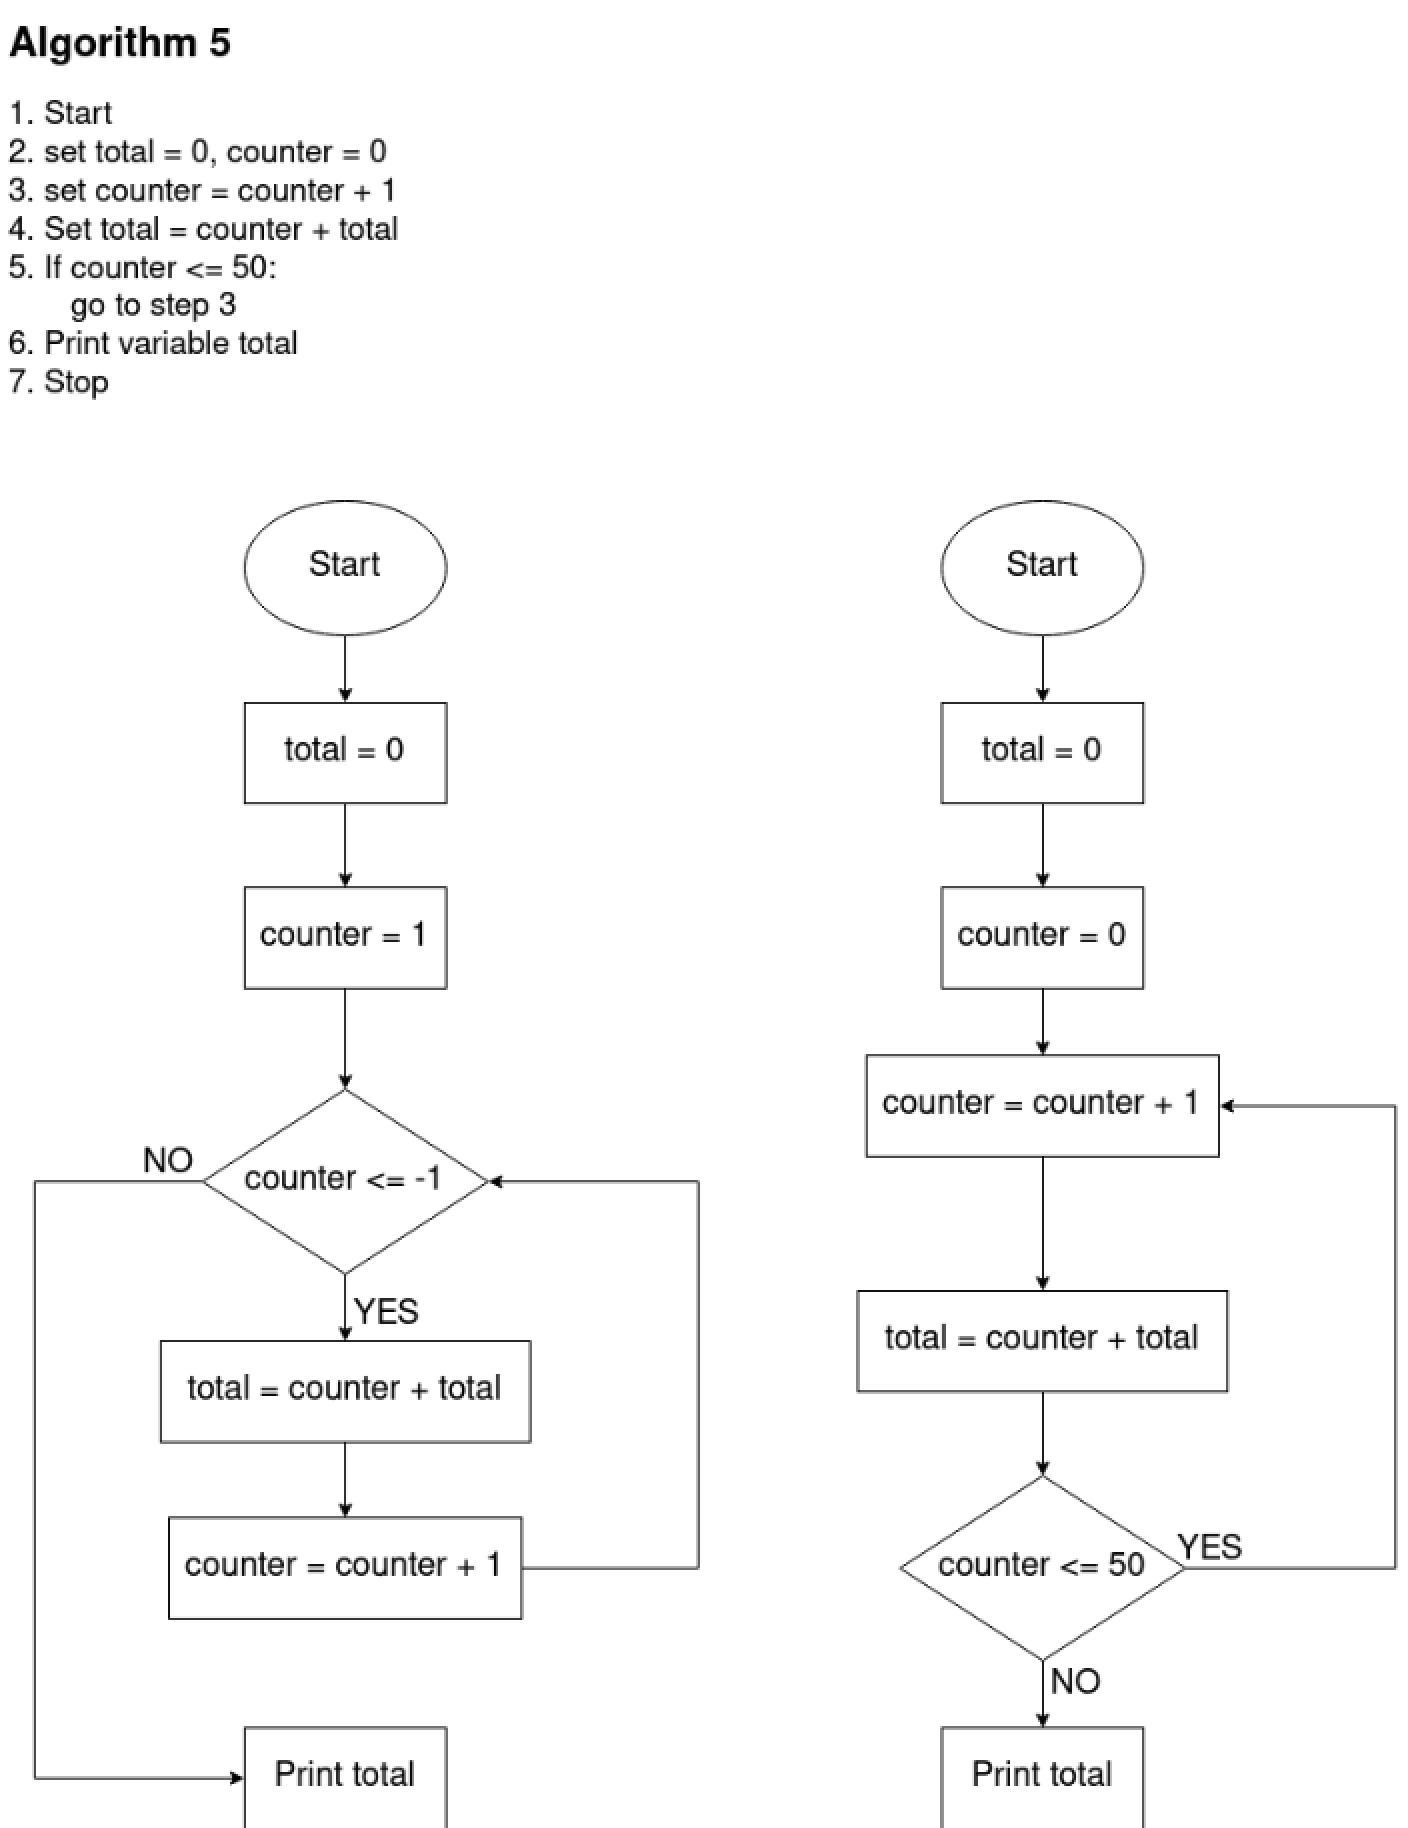 Algorithm 5
1. Start
2. set total = 0, counter = 0
3. set counter = counter + 1
4. Set total = counter + total
5. If counter <= 50:
go to step 3
6. Print variable total
7. Stop
Start
total = 0
counter = 1
counter <= -1
NO
YES
total = counter + total
counter = counter + 1
Print total
Start
total = 0
counter = 0
counter = counter + 1
total = counter + total
counter <= 50
YES
NO
Print total